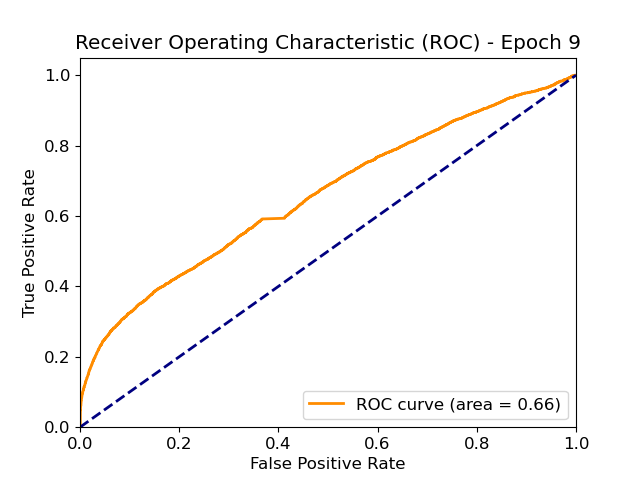 Receiver Operating Characteristic (ROC) - Epoch 9
True Positive Rate
1.0
0.8
0.6
0.4
0.2
0.0
ROC curve (area = 0.66)
0.0 0.2 0.4 0.6 0.8 1.0
False Positive Rate